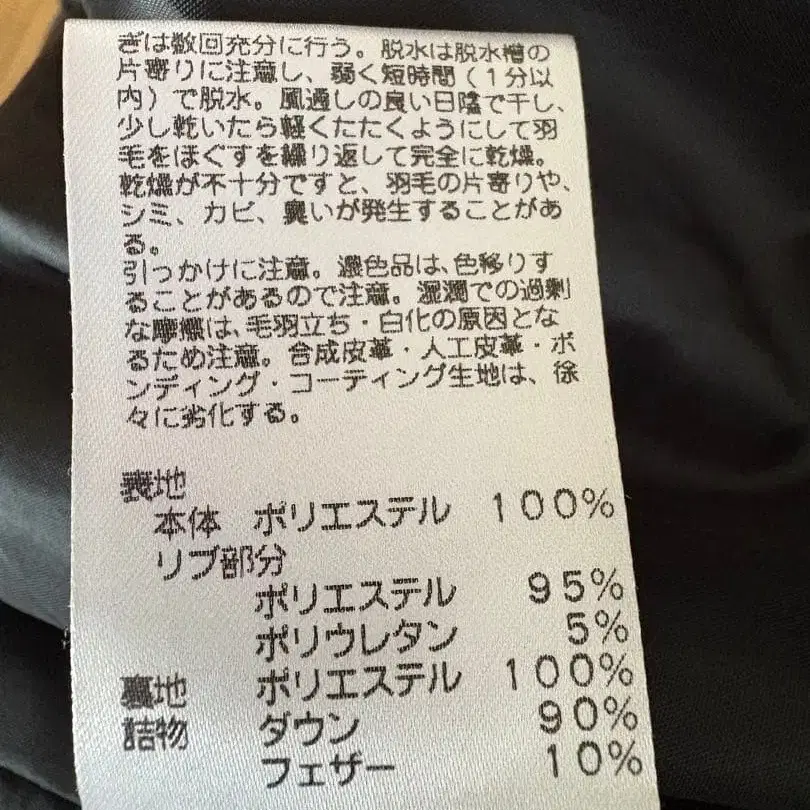 ぎは数回充分に行う。脱水は脱水槽の
片寄りに注意し、弱く短時間(1分以
内)で脱水。風通しの良い日陰で干し、
少し乾いたら軽くたたくようにして羽
毛をほぐすを繰り返して完全に乾燥。
乾燥が不十分ですと、羽毛の片寄りや、
シミ、カビ、臭いが発生することがあ
る。
引っかけに注意。濃色品は、色移りす
ることがあるので注意。湿潤での過剰
な摩擦は、毛羽立ち・白化の原因とな
るため注意。合成皮革・人工皮革・ボ
ンディング・コーティング生地は、徐
々に劣化する。
表地
本体 ポリエステル 100%
リブ部分
ポリエステル 95%
ポリウレタン 5%
裏地 ポリエステル 100%
詰物 ダウン 90%
フェザー 10%